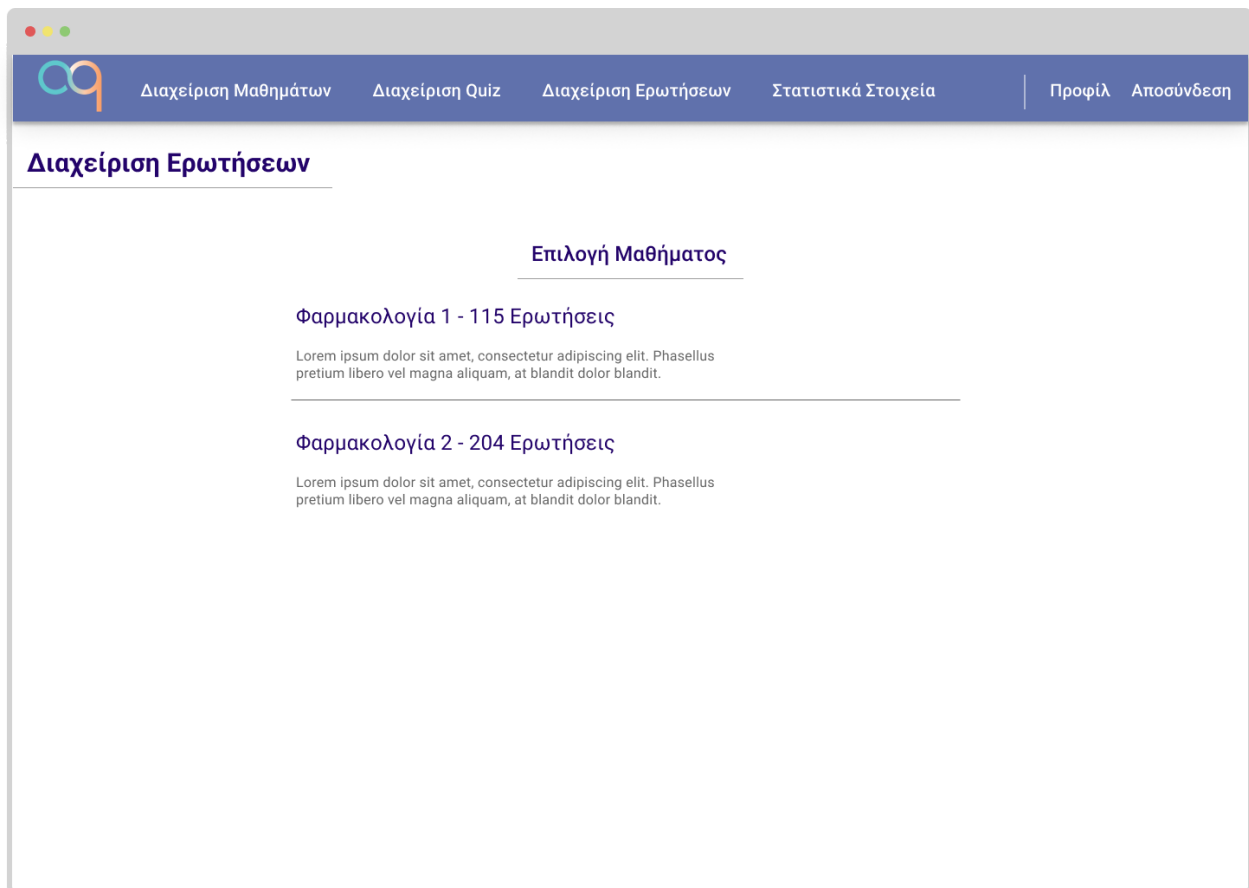 Διαχείριση Μαθημάτων Διαχείριση Quiz Διαχείριση Ερωτήσεων Στατιστικά Στοιχεία Προφίλ Αποσύνδεση
Διαχείριση Ερωτήσεων
Επιλογή Μαθήματος
Φαρμακολογία 1 - 115 Ερωτήσεις
Lorem ipsum dolor sit amet, consectetur adipiscing elit. Phasellus
pretium libero vel magna aliquam, at blandit dolor blandit.
Φαρμακολογία 2 - 204 Ερωτήσεις
Lorem ipsum dolor sit amet, consectetur adipiscing elit. Phasellus
pretium libero vel magna aliquam, at blandit dolor blandit.